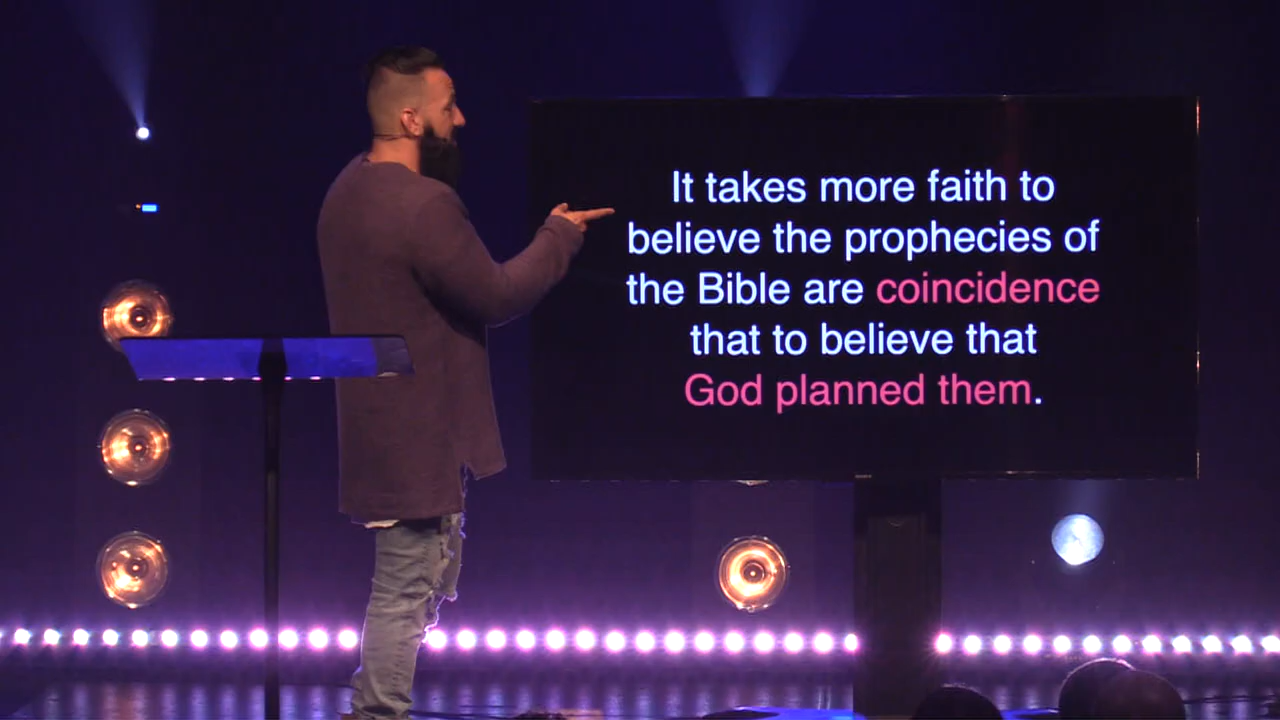 It takes more faith to
believe the prophecies of
the Bible are coincidence
that to believe that
God planned them.